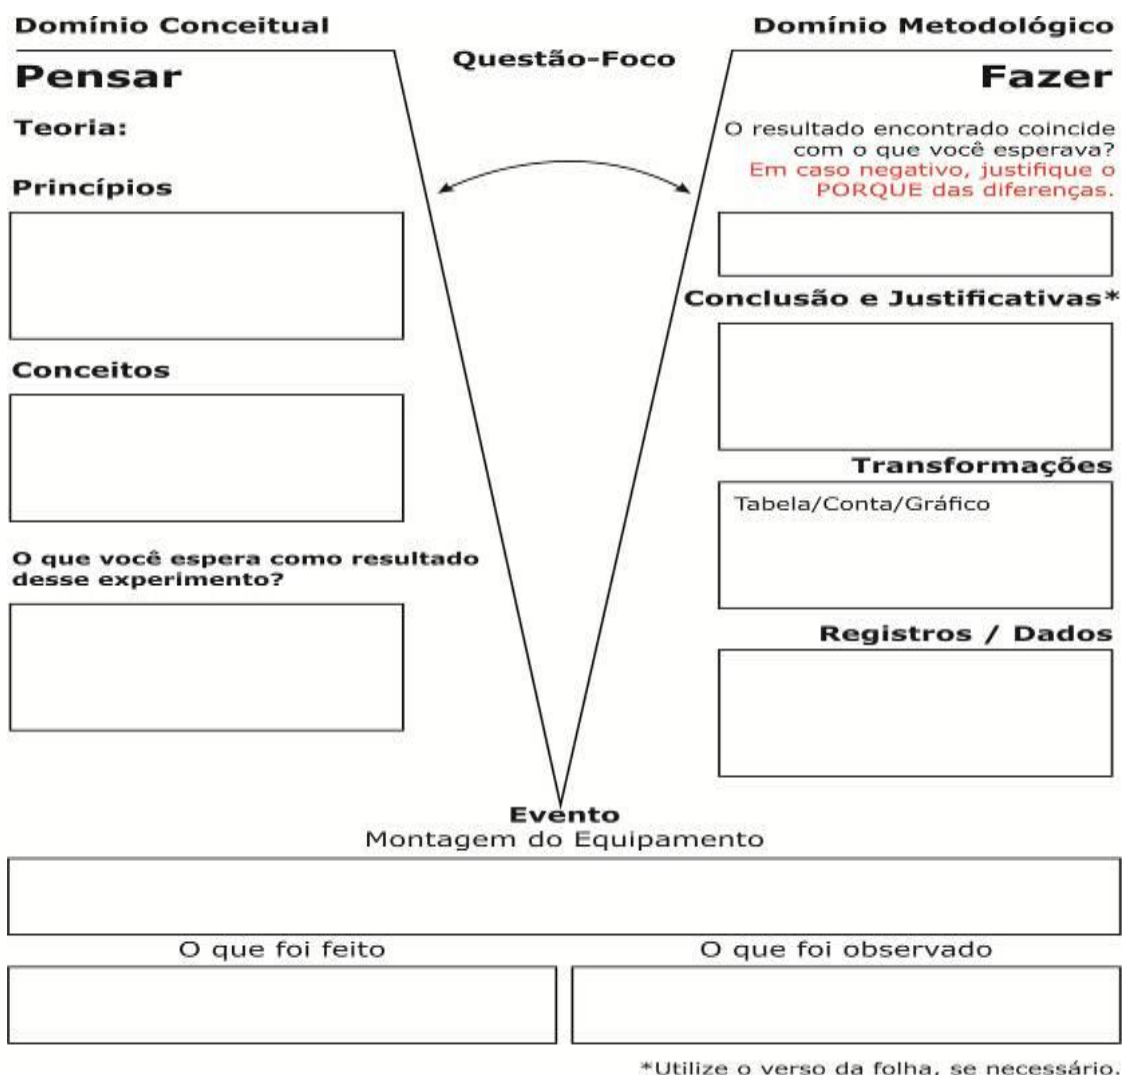 Domínio Conceitual
Pensar
Teoria:
Princípios
Conceitos
O que você espera como resultado
desse experimento?
Questão-Foco
Domínio Metodológico
Fazer
O resultado encontrado coincide
com o que você esperava?
Em caso negativo, justifique o
PORQUE das diferenças.
Conclusão e Justificativas*
Transformações
Tabela/Conta/Gráfico
Registros / Dados
Evento
Montagem do Equipamento
O que foi feito
O que foi observado
*Utilize o verso da folha, se necessário.